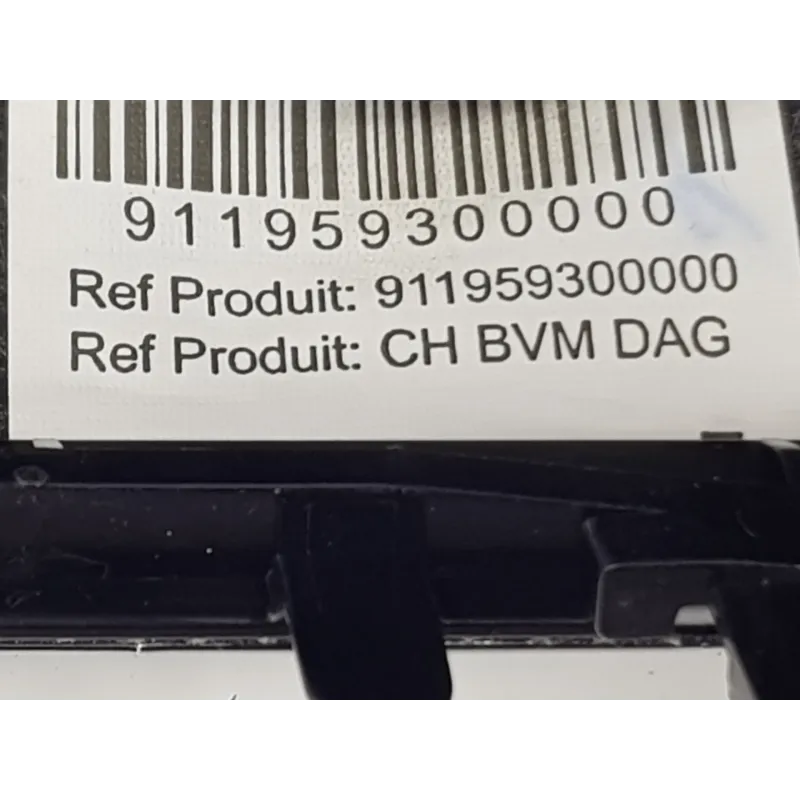 911959300000
Ref Produit: 911959300000
Ref Produit: CH BVM DAG